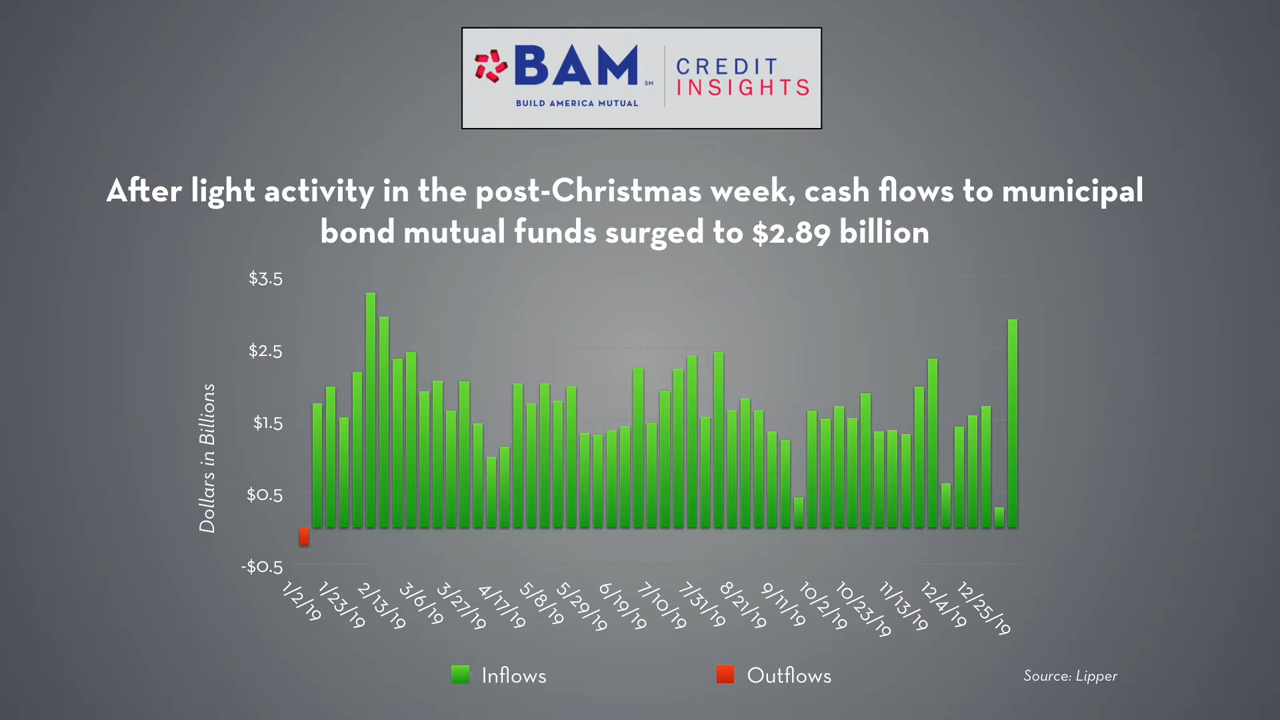 BAM SM
BUILD AMERICA MUTUAL
CREDIT
INSIGHTS
After light activity in the post-Christmas week, cash flows to municipal
bond mutual funds surged to $2.89 billion
$3.5
$2.5
$1.5
$0.5
-$0.5
Dollars in Billions
1/2/19
1/23/19
2/13/19
3/6/19
3/27/19
4/17/19
5/8/19
5/29/19
6/19/19
7/10/19
7/31/19
8/21/19
9/11/19
10/2/19
10/23/19
11/13/19
12/4/19
12/25/19
Inflows
Outflows
Source: Lipper